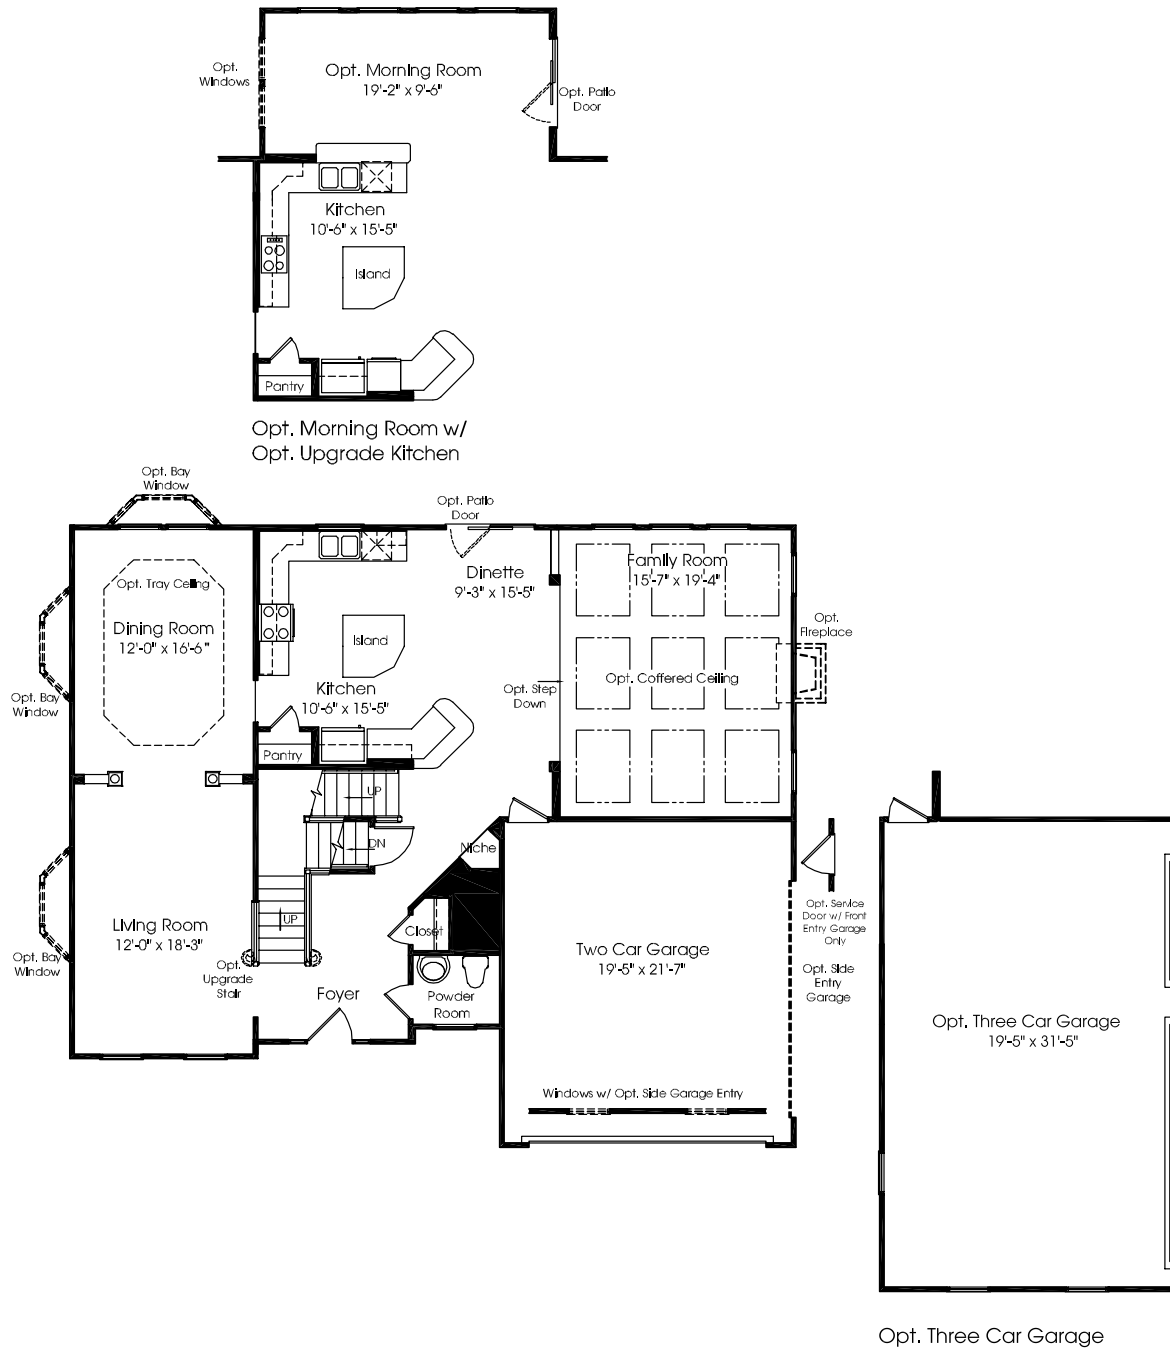 Opt. Morning Room
19'-2" x 9'-6"
Opt.
Windows
Opt. Patio
Door
Kitchen
10'-6" x 15'-5"
Island
Pantry
Opt. Morning Room w/
Opt. Upgrade Kitchen
Opt. Bay
Window
Opt. Patio
Door
Opt. Tray Ceiling
Dining Room
12'-0" x 16'-6"
Opt. Bay
Window
Dinette
9'-3" x 15'-5"
Island
Kitchen
10'-6" x 15'-5"
Pantry
Family Room
15'-7" x 19'-4"
Opt. Coffered Ceiling
Opt. Step
Down
Opt.
Fireplace
UP
DN
Niche
Living Room
12'-0" x 18'-3"
Opt. Bay
Window
UP
Opt.
Upgrade
Stair
Closet
Foyer
Powder
Room
Two Car Garage
19'-5" x 21'-7"
Windows w/ Opt. Side Garage Entry
Opt. Service
Door w/ Front
Entry Garage
Only
Opt. Side
Entry
Garage
Opt. Three Car Garage
19'-5" x 31'-5"
Opt. Three Car Garage